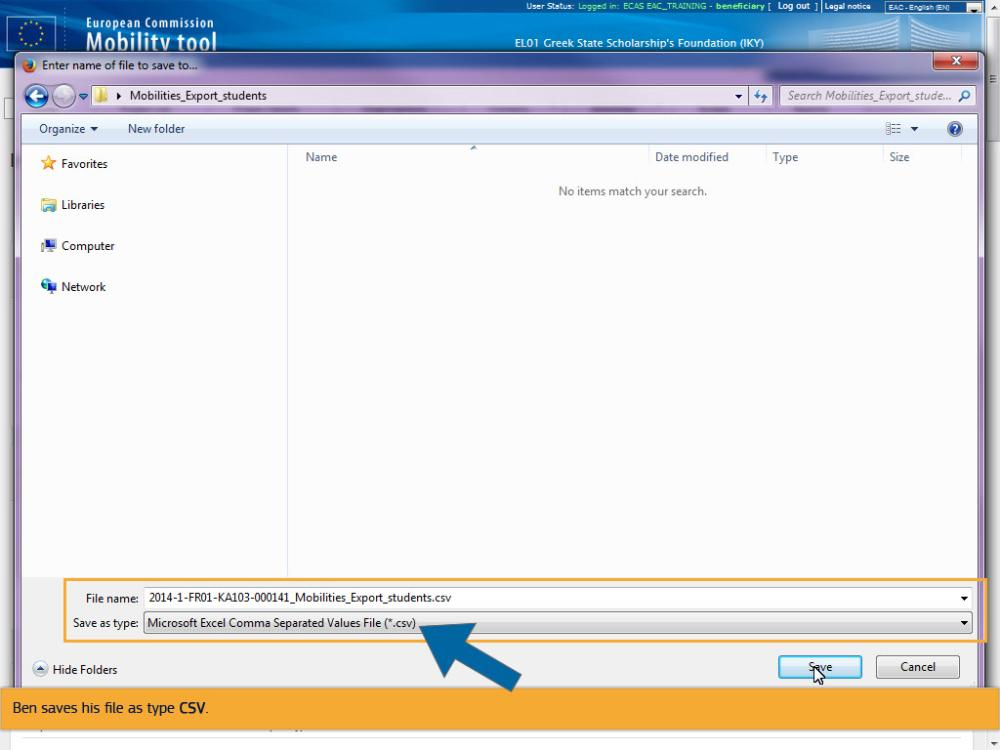 User Status: Logged in: ECAS EAC_TRAINING - beneficiary [ Log out ] | Legal notice EAC - English (EN)
European Commission
Mobility tool
EL01 Greek State Scholarship's Foundation (IKY)
Enter name of file to save to...
Mobilities_Export_students
Search Mobilities_Export_stude...
Organize New folder
Name Date modified Type Size
No items match your search.
Favorites
Libraries
Computer
Network
File name: 2014-1-FR01-KA103-000141_Mobilities_Export_students.csv
Save as type: Microsoft Excel Comma Separated Values File (*.csv)
Hide Folders Save Cancel
Ben saves his file as type CSV.